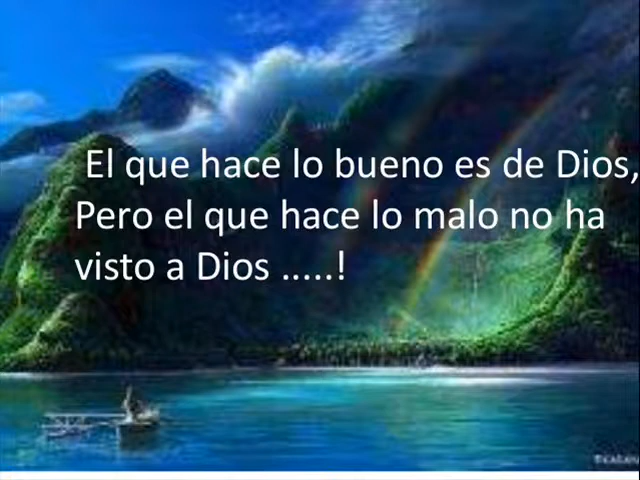 El que hace lo bueno es de Dios,
Pero el que hace lo malo no ha
visto a Dios .....!